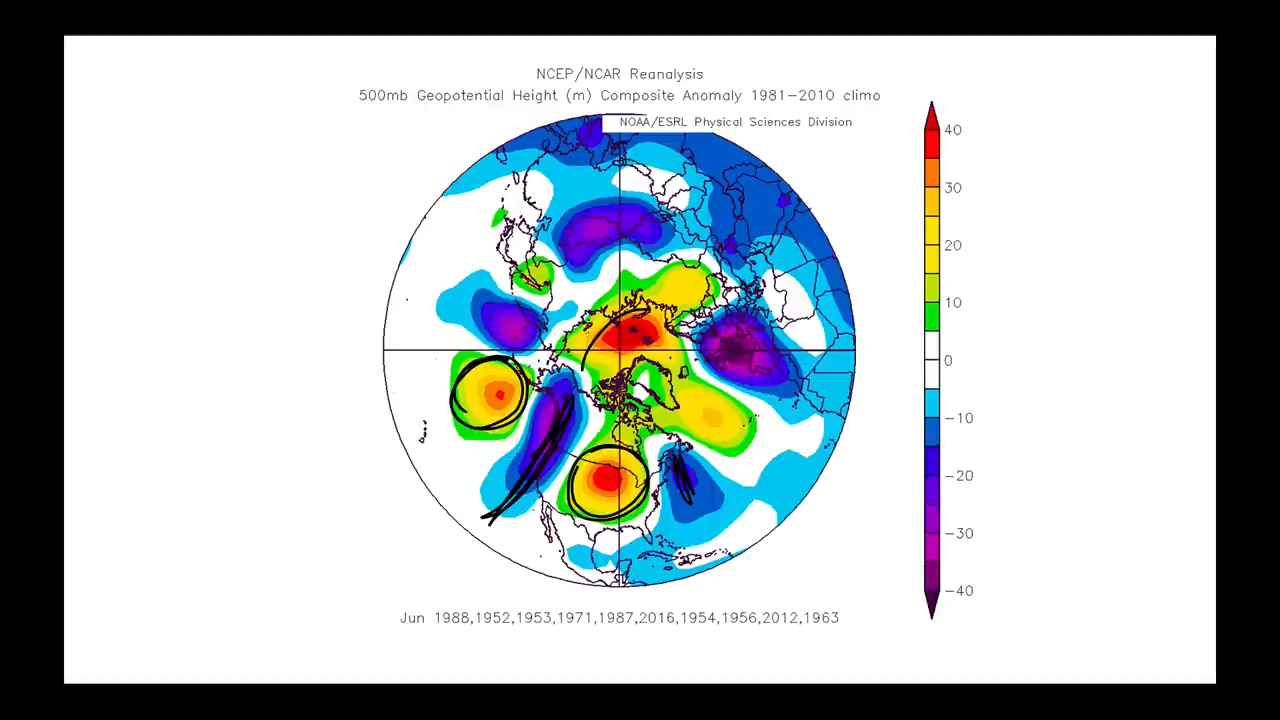 NCEP/NCAR Reanalysis
500mb Geopotential Height (m) Composite Anomaly 1981-2010 climo
NOAA/ESRL Physical Sciences Division
40
30
20
10
0
-10
-20
-30
-40
Jun 1988,1952,1953,1971,1987,2016,1954,1956,2012,1963